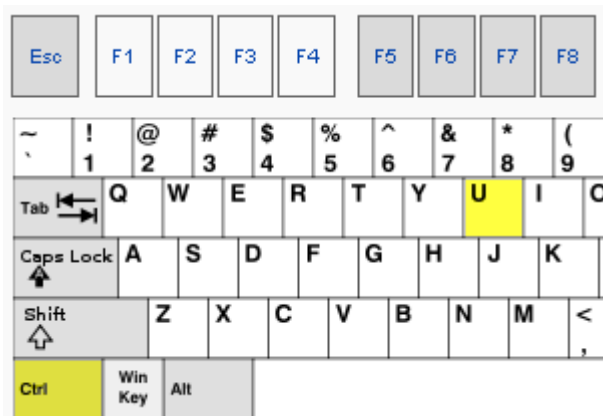 Esc F1 F2 F3 F4 F5 F6 F7 F8
~ ! @ # $ % ^ & * (
` 1 2 3 4 5 6 7 8 9
Tab Q W E R T Y U I O
Caps Lock A S D F G H J K
Shift Z X C V B N M <
,
Ctrl Win Key Alt